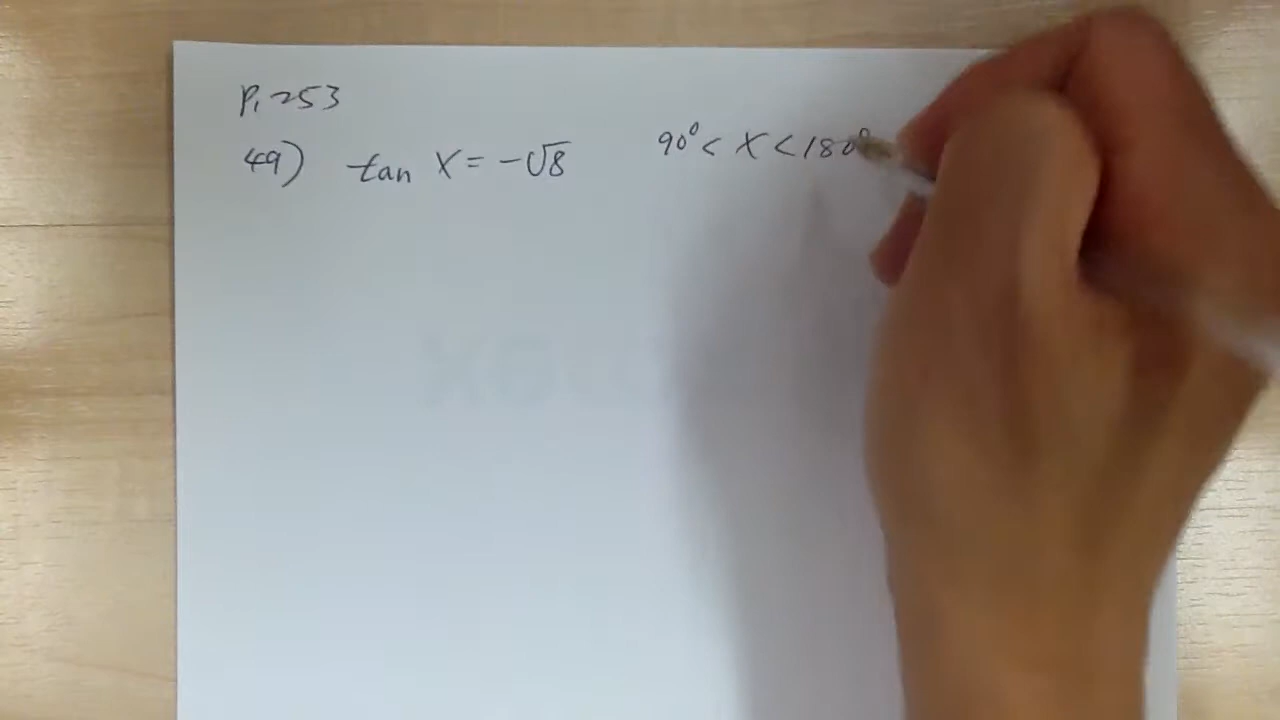 P. 253
49) tan x = -√8 90° < x < 180°